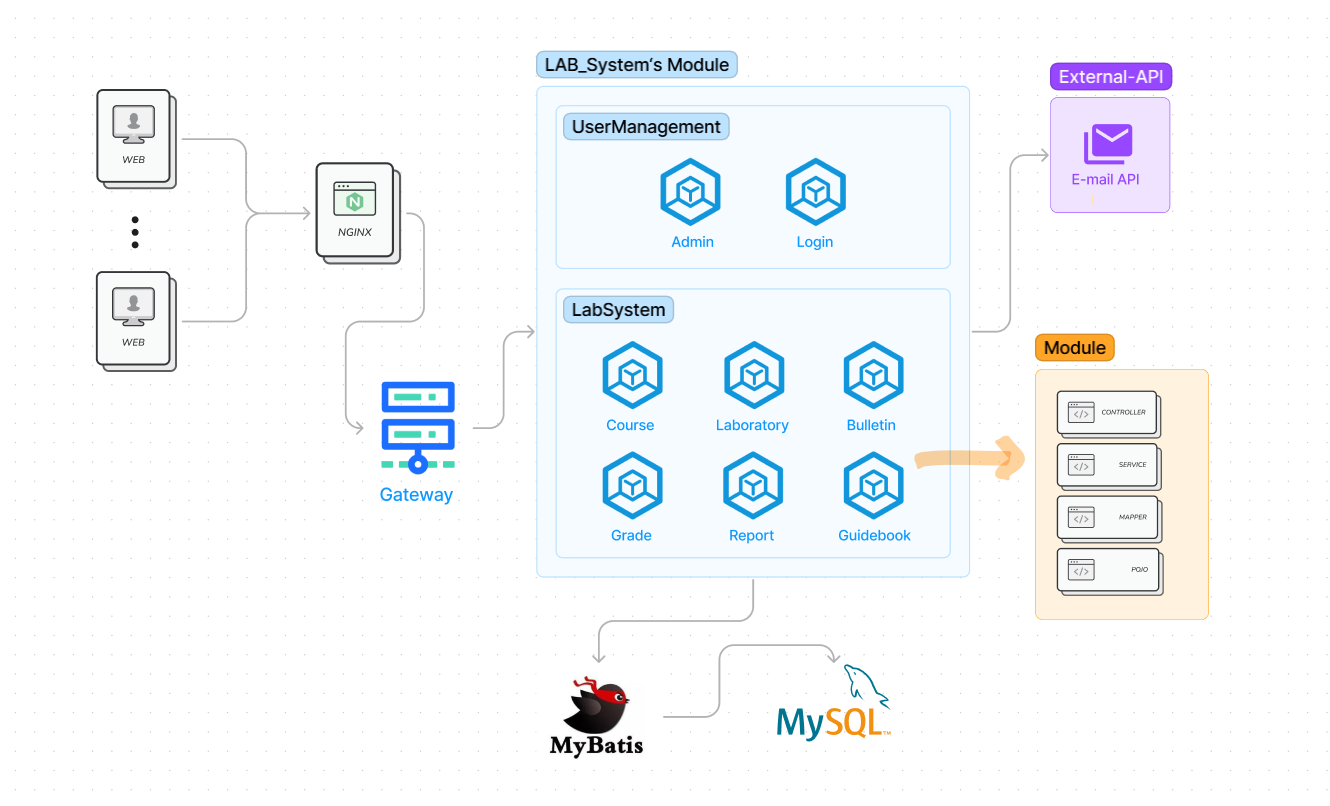 LAB_System's Module
External-API
UserManagement
WEB
E-mail API
NGINX
Admin
Login
LabSystem
WEB
Module
CONTROLLER
Course
Laboratory
Bulletin
SERVICE
Gateway
MAPPER
Grade
Report
Guidebook
POJO
MyBatis
MySQL™